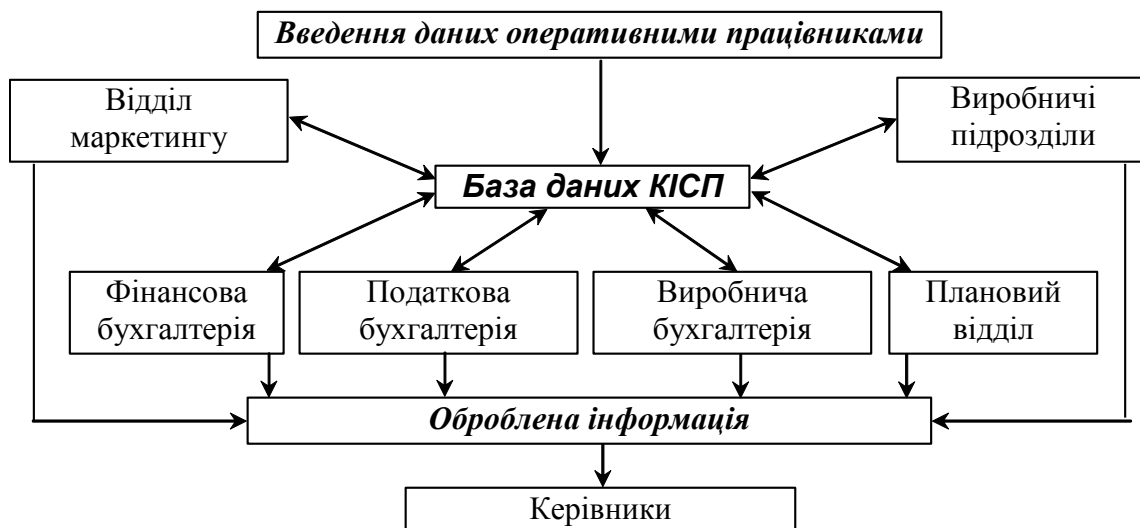 Введення даних оперативними працівниками
Відділ
маркетингу
Виробничі
підрозділи
База даних КІСП
Фінансова
бухгалтерія
Податкова
бухгалтерія
Виробнича
бухгалтерія
Плановий
відділ
Оброблена інформація
Керівники